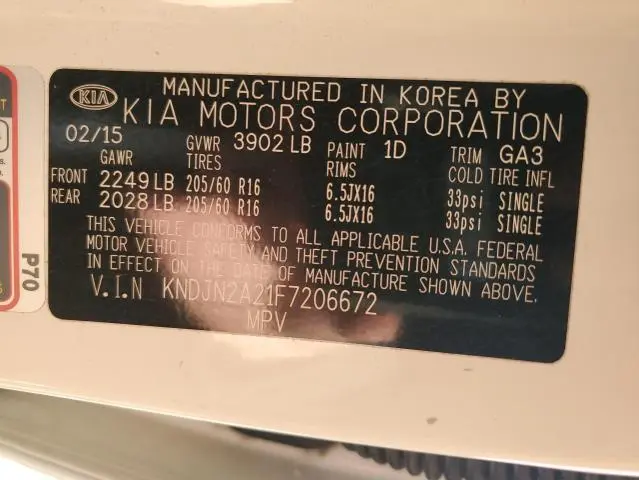 MANUFACTURED IN KOREA BY
KIA KIA MOTORS CORPORATION
02/15 GVWR 3902 LB PAINT 1D TRIM GA3
GAWR TIRES RIMS COLD TIRE INFL
FRONT 2249 LB 205/60 R16 6.5JX16 33psi SINGLE
REAR 2028 LB 205/60 R16 6.5JX16 33psi SINGLE
THIS VEHICLE CONFORMS TO ALL APPLICABLE U.S.A. FEDERAL
MOTOR VEHICLE SAFETY AND THEFT PREVENTION STANDARDS
IN EFFECT ON THE DATE OF MANUFACTURE SHOWN ABOVE.
V.I.N KNDJN2A21F7206672
MPV
P70